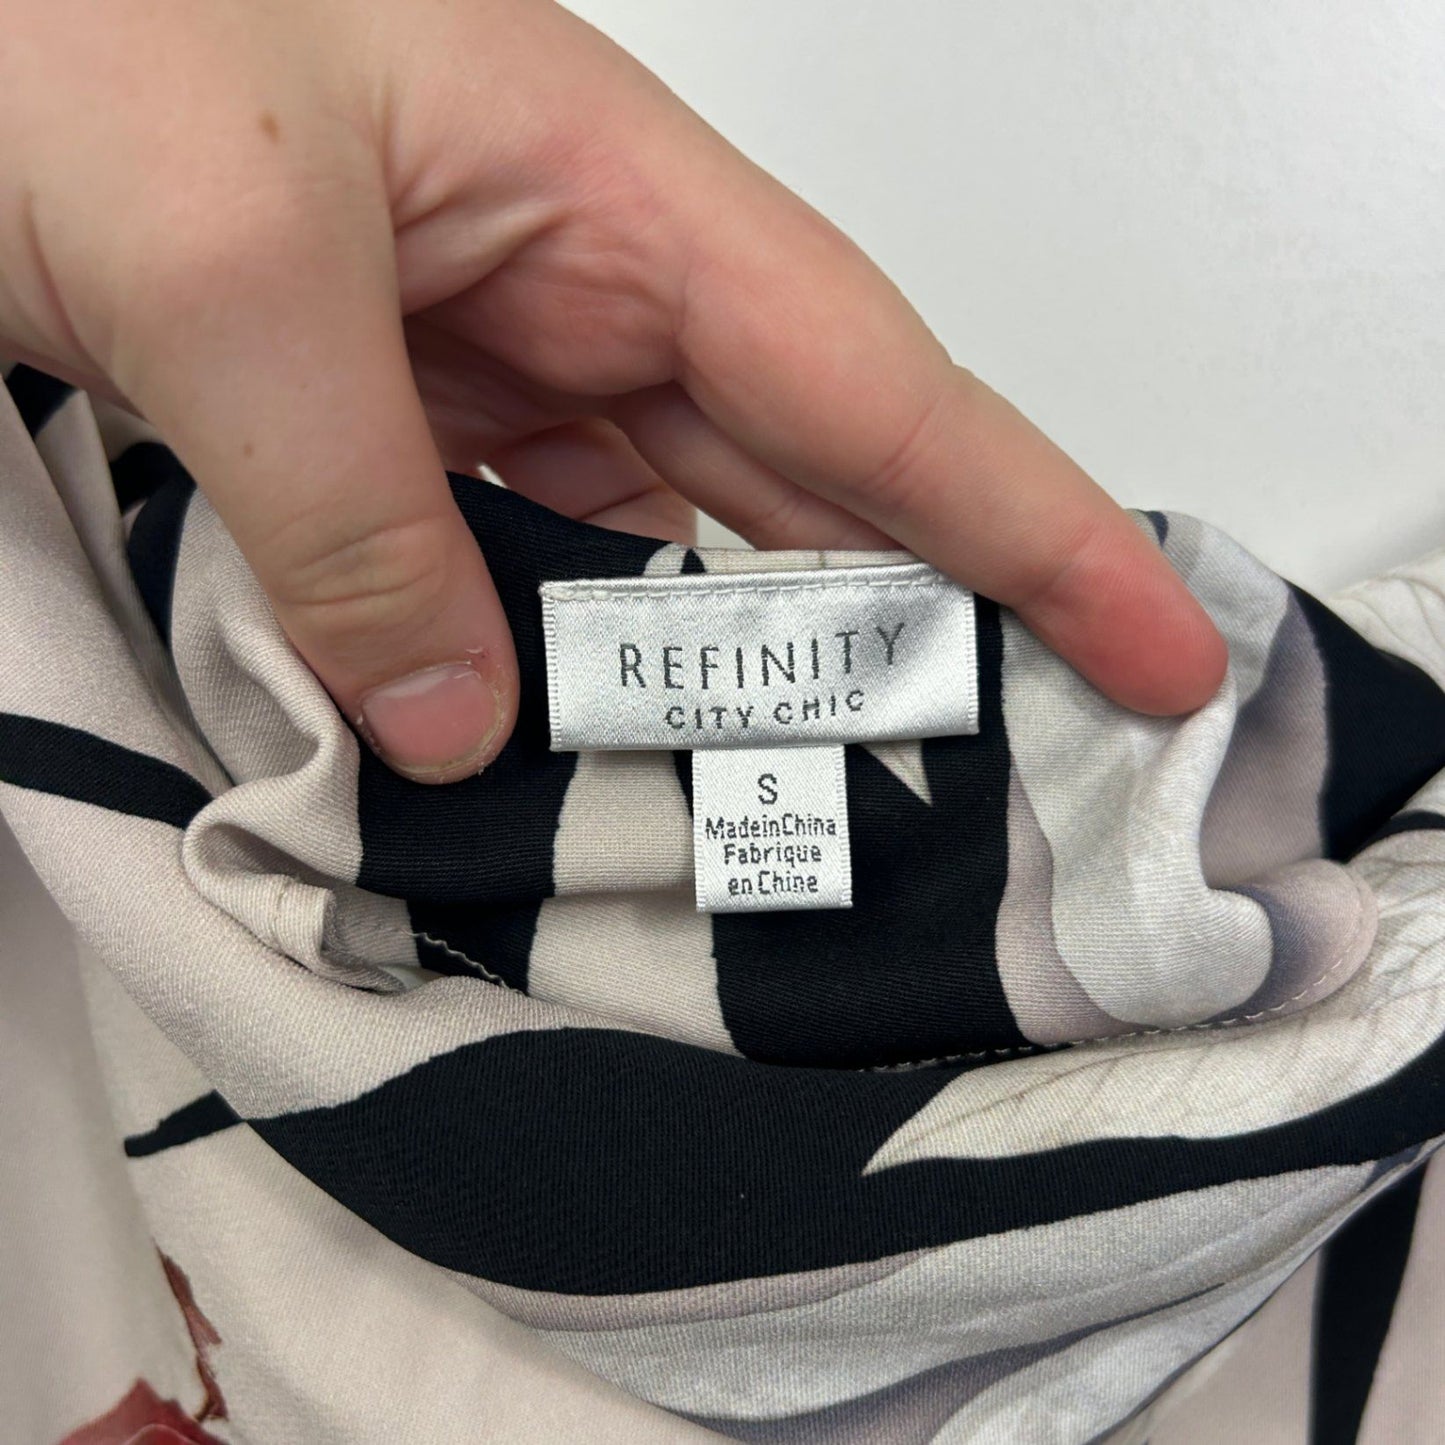 REFINITY
CITY CHIC
S
MadeinChina
Fabrique
en Chine